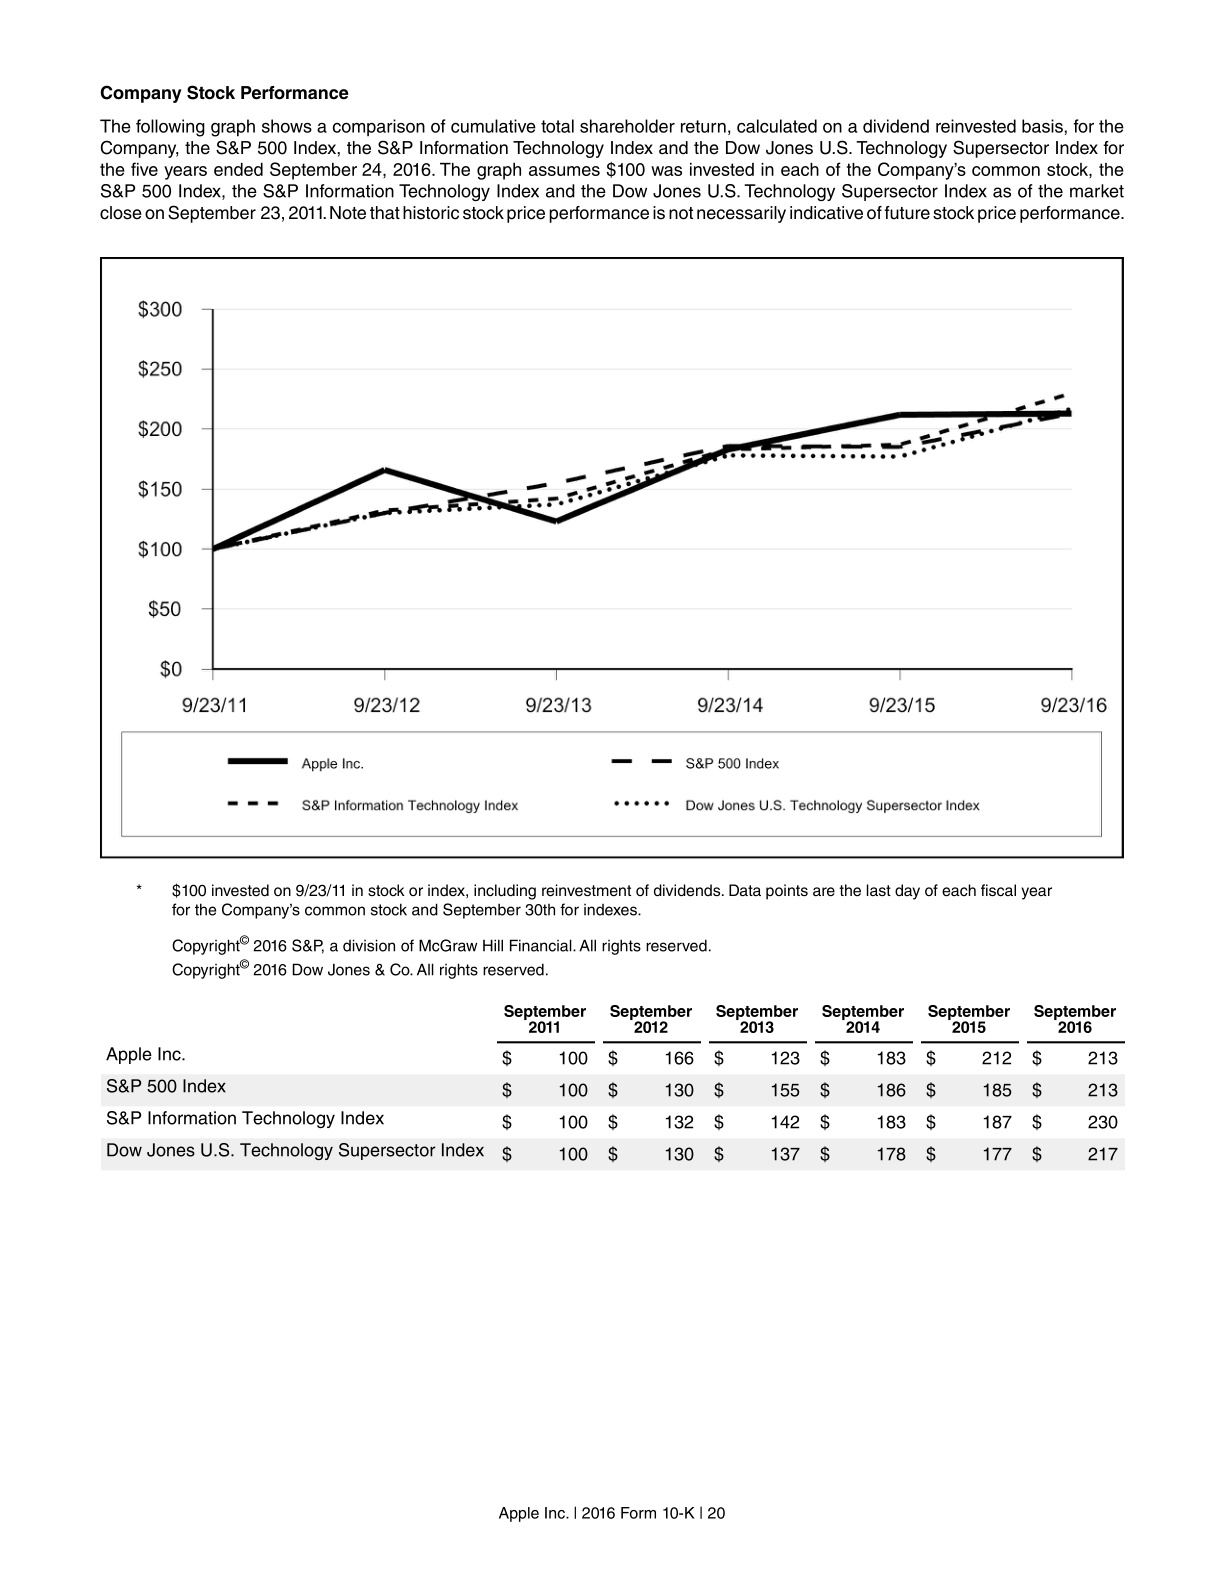 Company Stock Performance
The following graph shows a comparison of cumulative total shareholder return, calculated on a dividend reinvested basis, for the
Company, the S&P 500 Index, the S&P Information Technology Index and the Dow Jones U.S. Technology Supersector Index for
the five years ended September 24, 2016. The graph assumes $100 was invested in each of the Company's common stock, the
S&P 500 Index, the S&P Information Technology Index and the Dow Jones U.S. Technology Supersector Index as of the market
close on September 23, 2011. Note that historic stock price performance is not necessarily indicative of future stock price performance.
$300
$250
$200
$150
$100
$50
$0
9/23/11 9/23/12 9/23/13 9/23/14 9/23/15 9/23/16
Apple Inc. S&P 500 Index
S&P Information Technology Index Dow Jones U.S. Technology Supersector Index
* $100 invested on 9/23/11 in stock or index, including reinvestment of dividends. Data points are the last day of each fiscal year
for the Company's common stock and September 30th for indexes.
Copyright© 2016 S&P, a division of McGraw Hill Financial. All rights reserved.
Copyright© 2016 Dow Jones & Co. All rights reserved.
September September September September September September
2011 2012 2013 2014 2015 2016
Apple Inc. $ 100 $ 166 $ 123 $ 183 $ 212 $ 213
S&P 500 Index $ 100 $ 130 $ 155 $ 186 $ 185 $ 213
S&P Information Technology Index $ 100 $ 132 $ 142 $ 183 $ 187 $ 230
Dow Jones U.S. Technology Supersector Index $ 100 $ 130 $ 137 $ 178 $ 177 $ 217
Apple Inc. | 2016 Form 10-K | 20